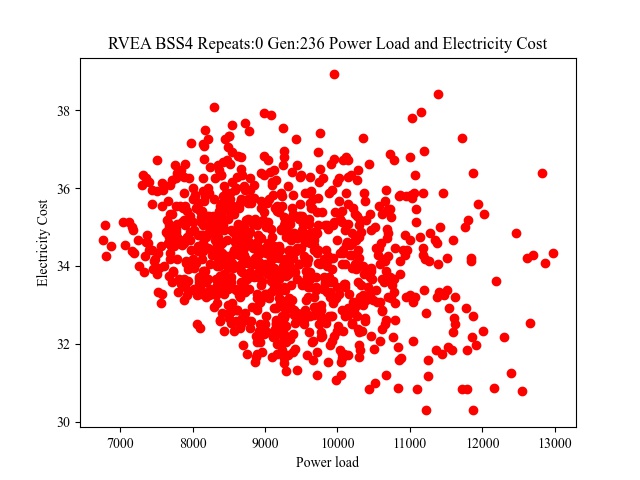 RVEA BSS4 Repeats:0 Gen:236 Power Load and Electricity Cost
38
36
34
32
30
Electricity Cost
7000 8000 9000 10000 11000 12000 13000
Power load